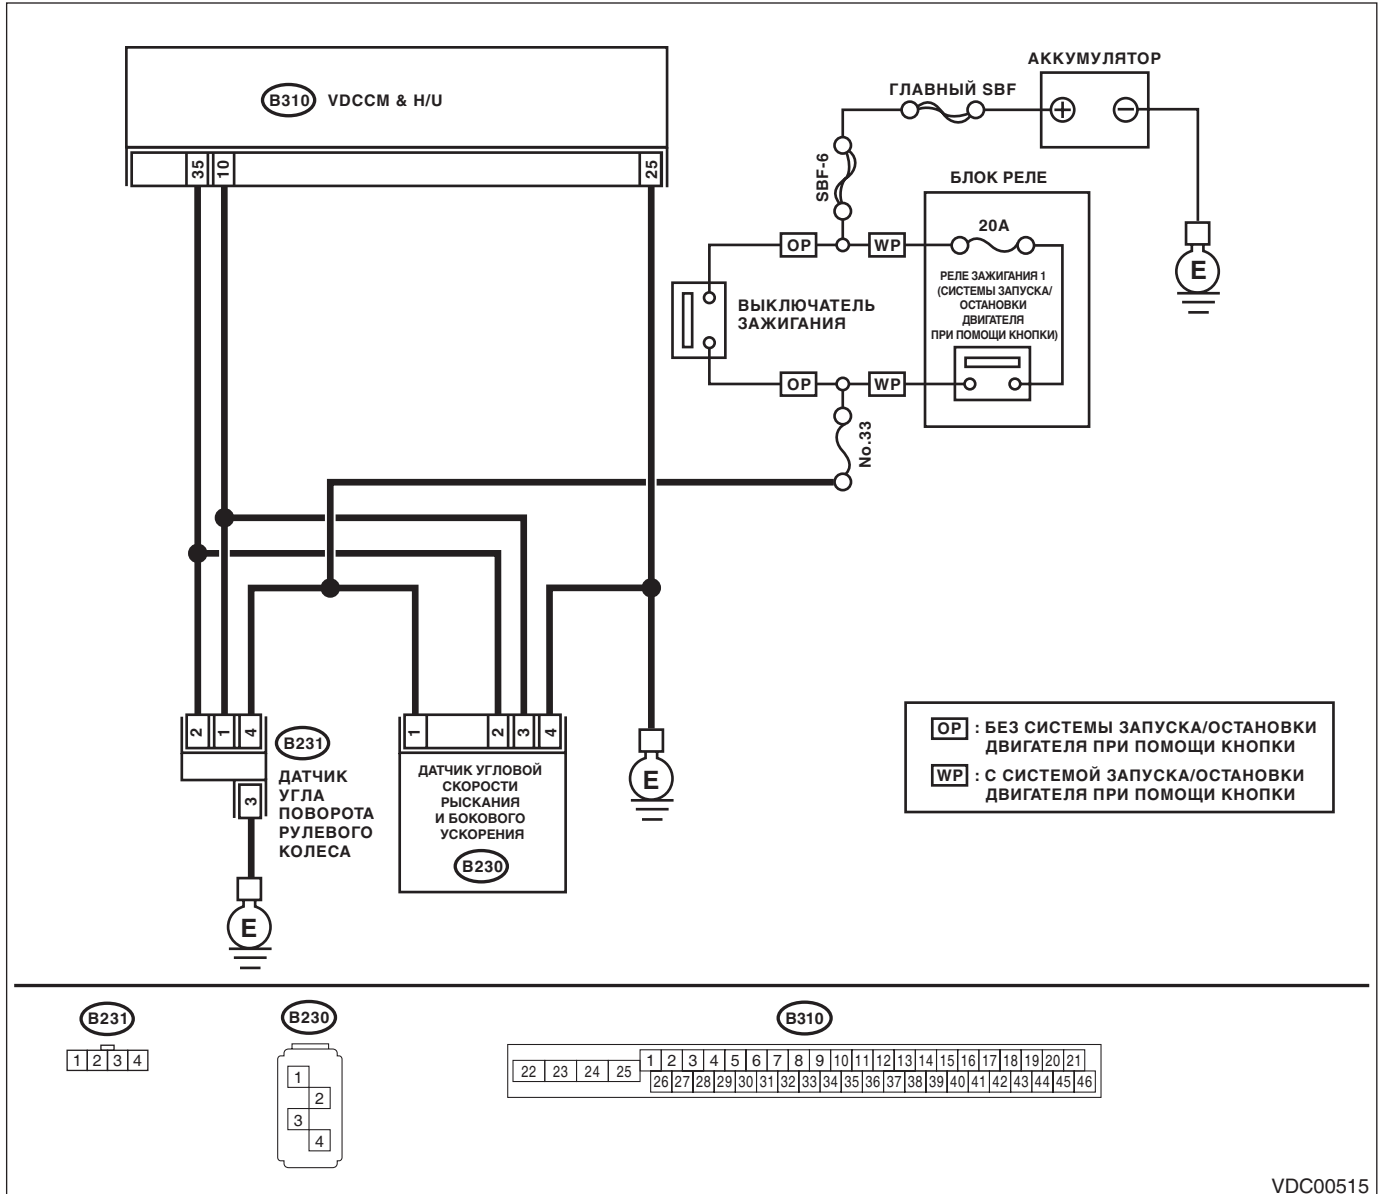 B310 VDCCM & H/U
35 10 25
АККУМУЛЯТОР
ГЛАВНЫЙ SBF
+ −
SBF-6
БЛОК РЕЛЕ
20A
OP WP
E
РЕЛЕ ЗАЖИГАНИЯ 1
(СИСТЕМЫ ЗАПУСКА/
ОСТАНОВКИ
ДВИГАТЕЛЯ
ПРИ ПОМОЩИ КНОПКИ)
ВЫКЛЮЧАТЕЛЬ
ЗАЖИГАНИЯ
OP WP
No.33
2 1 4
B231
ДАТЧИК
УГЛА
ПОВОРОТА
РУЛЕВОГО
КОЛЕСА
3
E
1 2 3 4
ДАТЧИК УГЛОВОЙ
СКОРОСТИ
РЫСКАНИЯ
И БОКОВОГО
УСКОРЕНИЯ
B230
E
OP : БЕЗ СИСТЕМЫ ЗАПУСКА/ОСТАНОВКИ
ДВИГАТЕЛЯ ПРИ ПОМОЩИ КНОПКИ
WP : С СИСТЕМОЙ ЗАПУСКА/ОСТАНОВКИ
ДВИГАТЕЛЯ ПРИ ПОМОЩИ КНОПКИ
B231
1 2 3 4
B230
1
2
3
4
B310
22 23 24 25 1 2 3 4 5 6 7 8 9 10 11 12 13 14 15 16 17 18 19 20 21
26 27 28 29 30 31 32 33 34 35 36 37 38 39 40 41 42 43 44 45 46
VDC00515